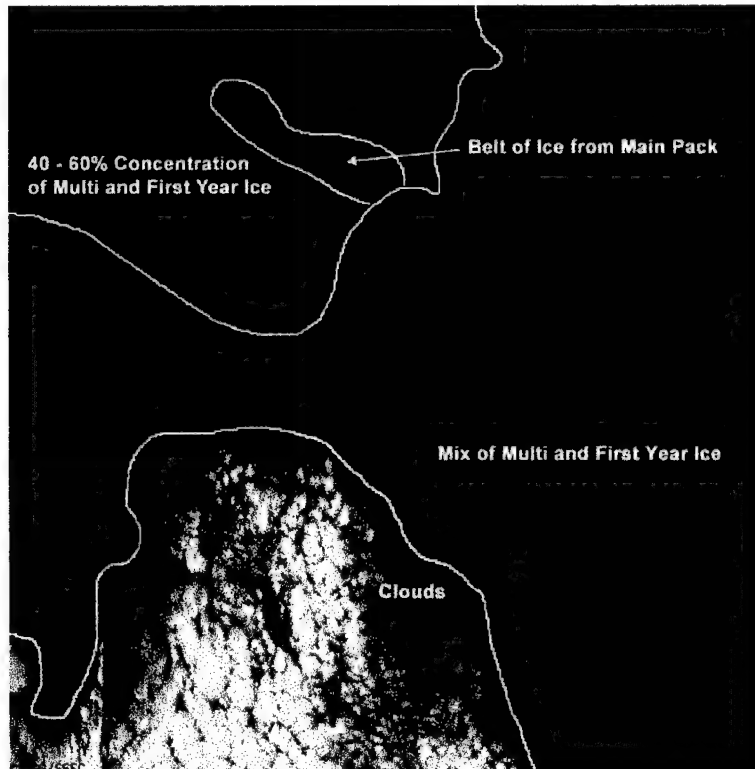 Belt of Ice from Main Pack
40 - 60% Concentration
of Multi and First Year Ice
Mix of Multi and First Year Ice
Clouds